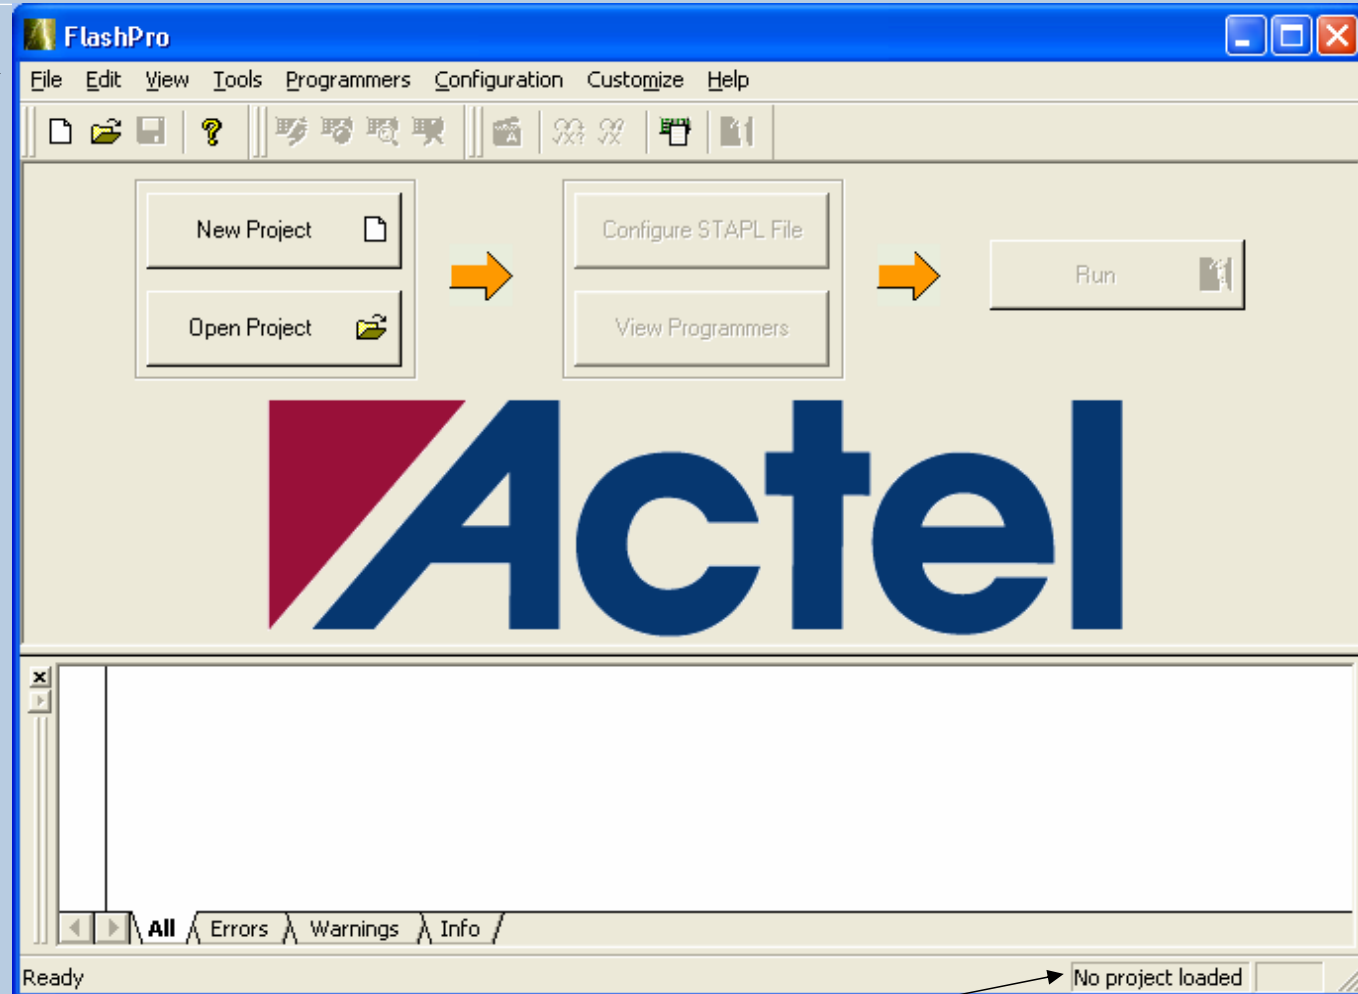 FlashPro
File Edit View Tools Programmers Configuration Customize Help
New Project
Configure STAPL File
Run
Open Project
View Programmers
Actel
All Errors Warnings Info
Ready
No project loaded